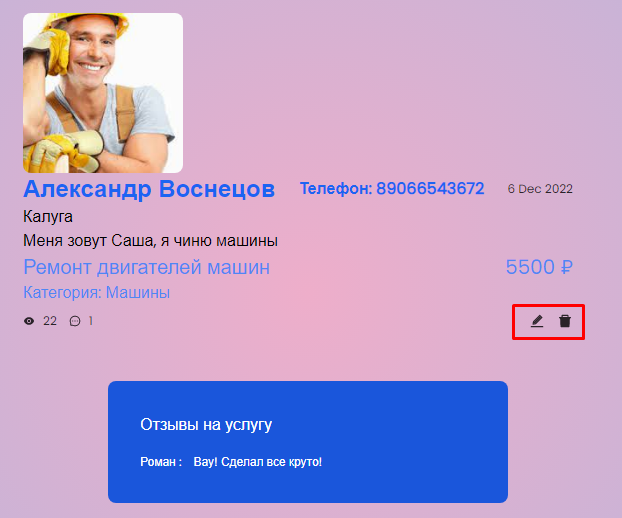 Александр Воснецов Телефон: 89066543672 6 Dec 2022
Калуга
Меня зовут Саша, я чиню машины
Ремонт двигателей машин 5500 ₽
Категория: Машины
22 1
Отзывы на услугу
Роман : Вау! Сделал все круто!